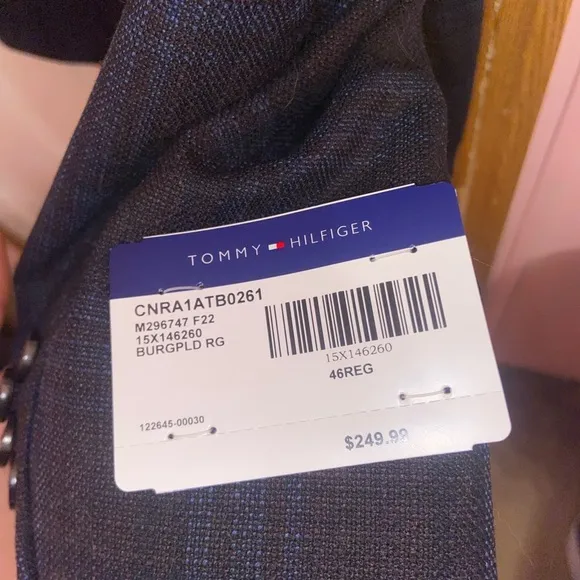 TOMMY HILFIGER
CNRA1ATB0261
M296747 F22
15X146260
BURGPLD RG
15X146260
46REG
122645-00030
$249.99